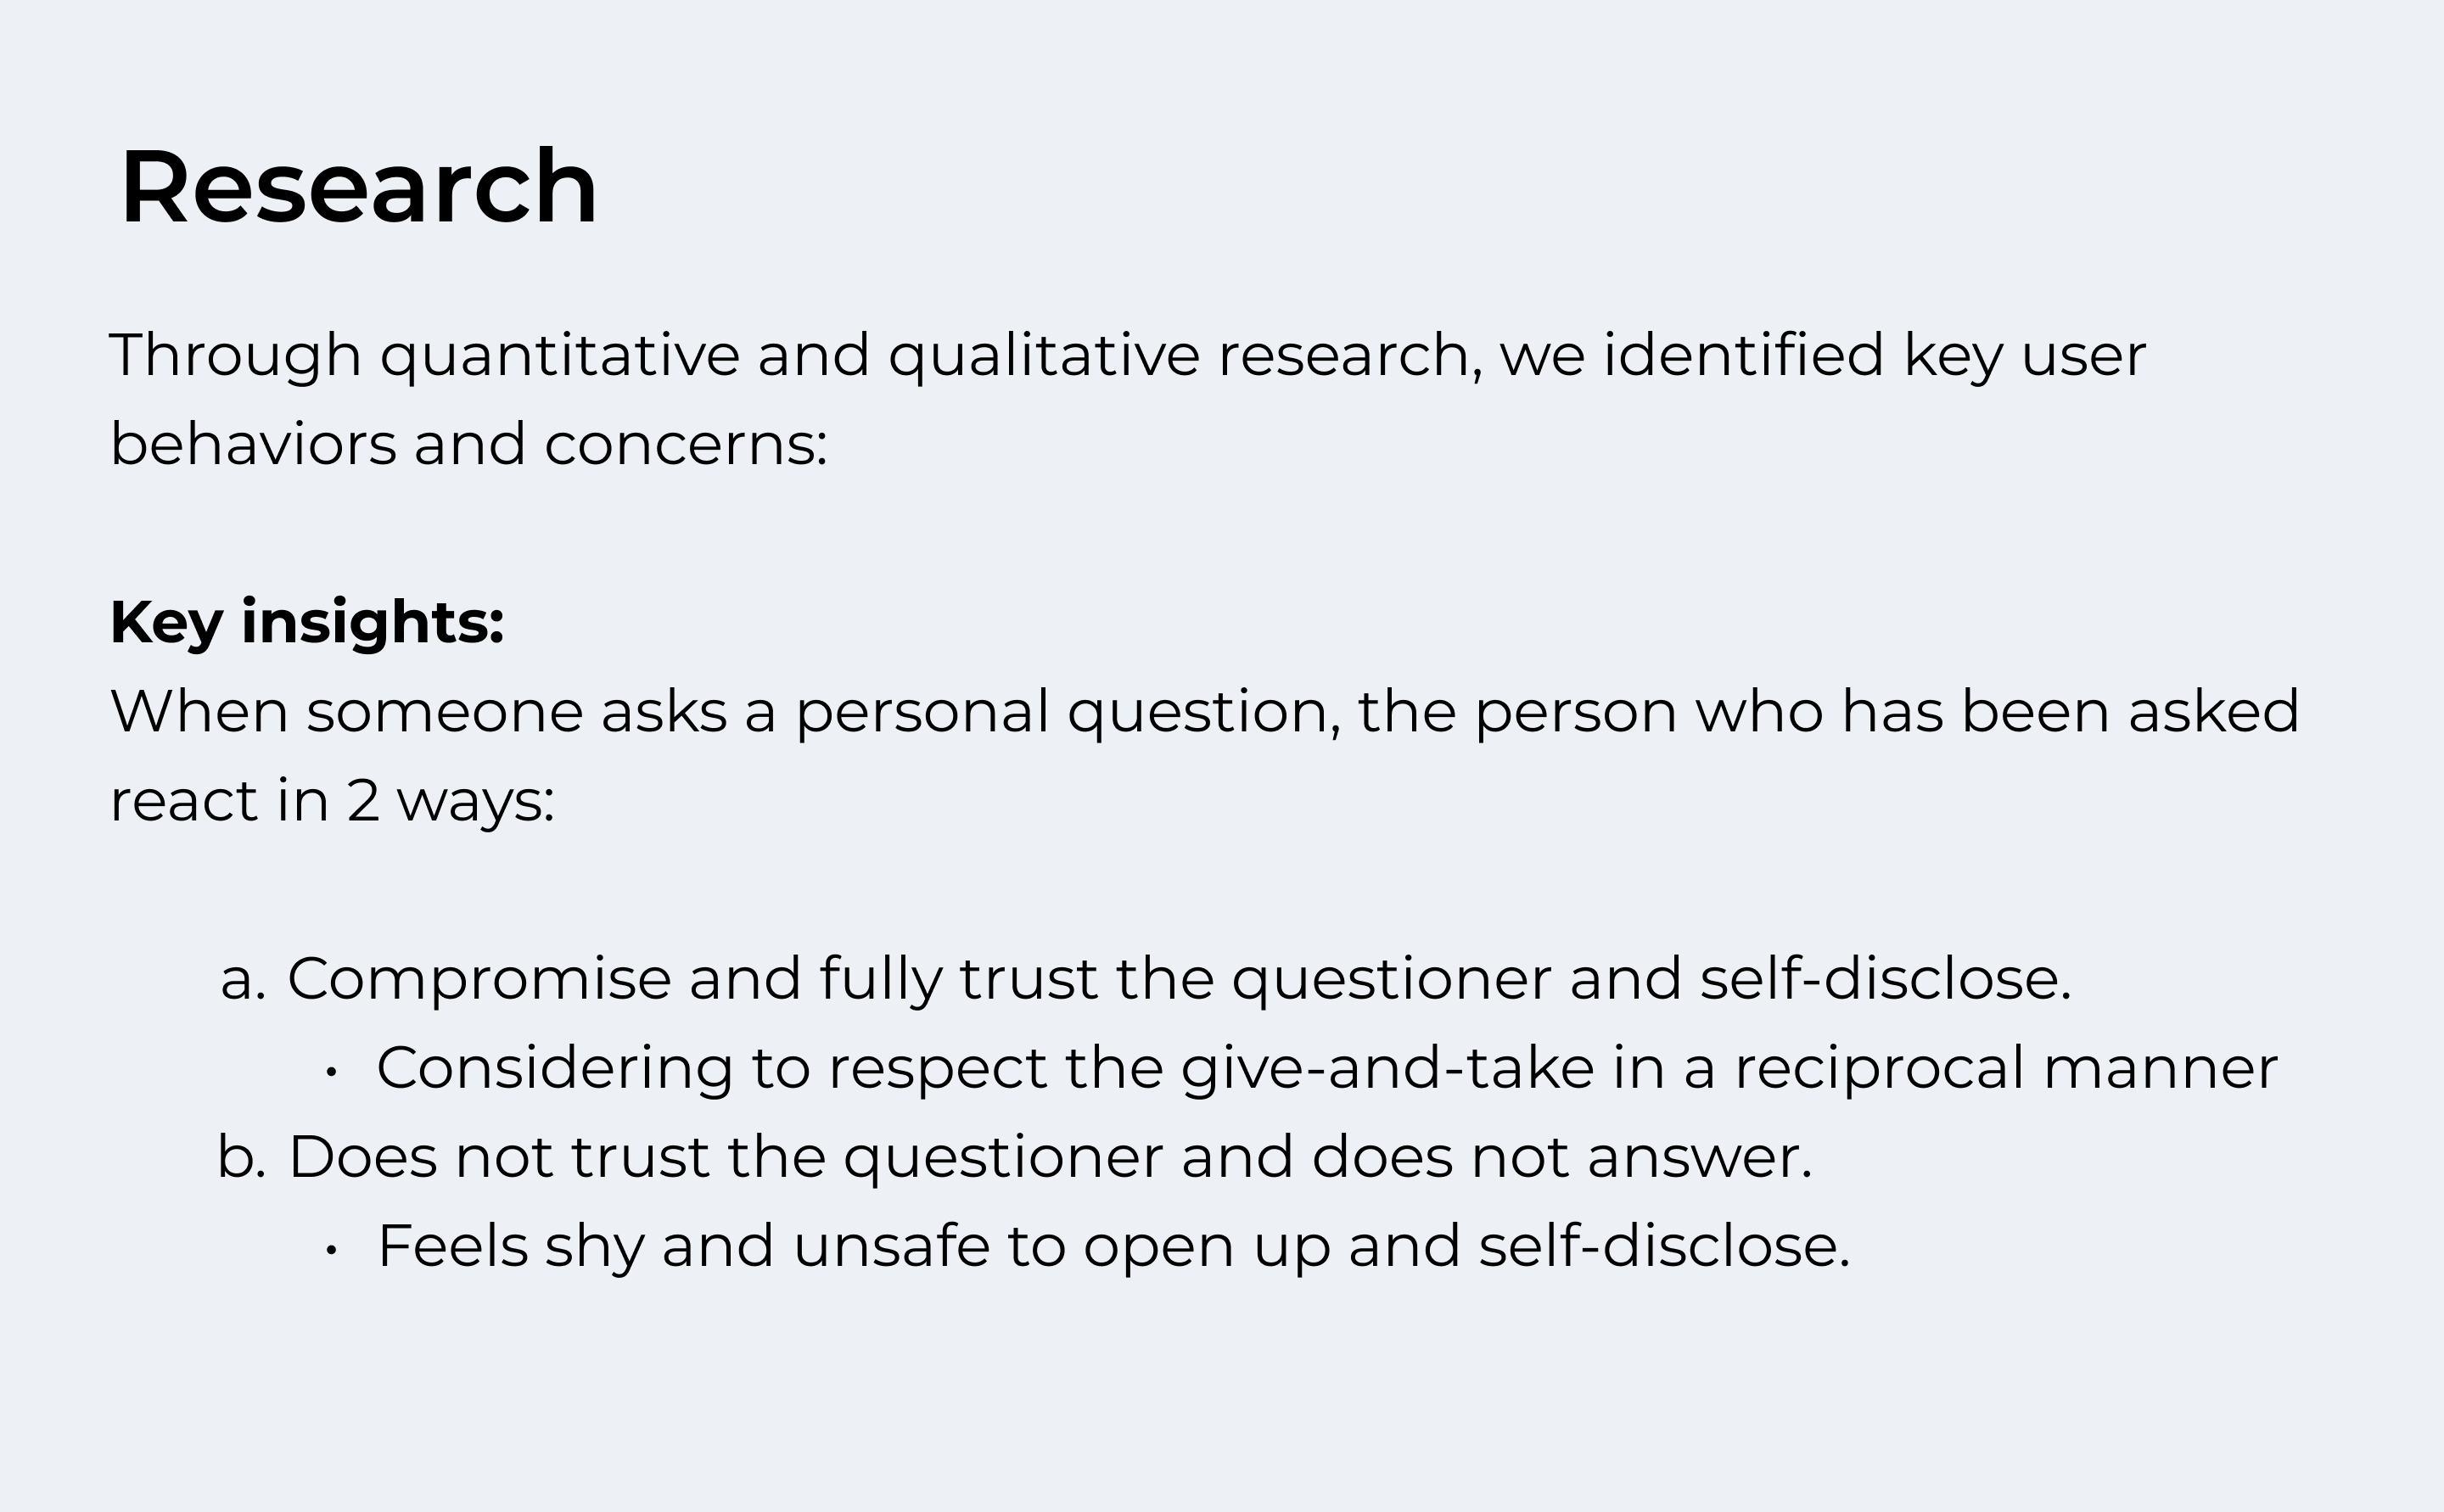 Research
Through quantitative and qualitative research, we identified key user
behaviors and concerns:
Key insights:
When someone asks a personal question, the person who has been asked
react in 2 ways:
a. Compromise and fully trust the questioner and self-disclose.
• Considering to respect the give-and-take in a reciprocal manner
b. Does not trust the questioner and does not answer.
• Feels shy and unsafe to open up and self-disclose.